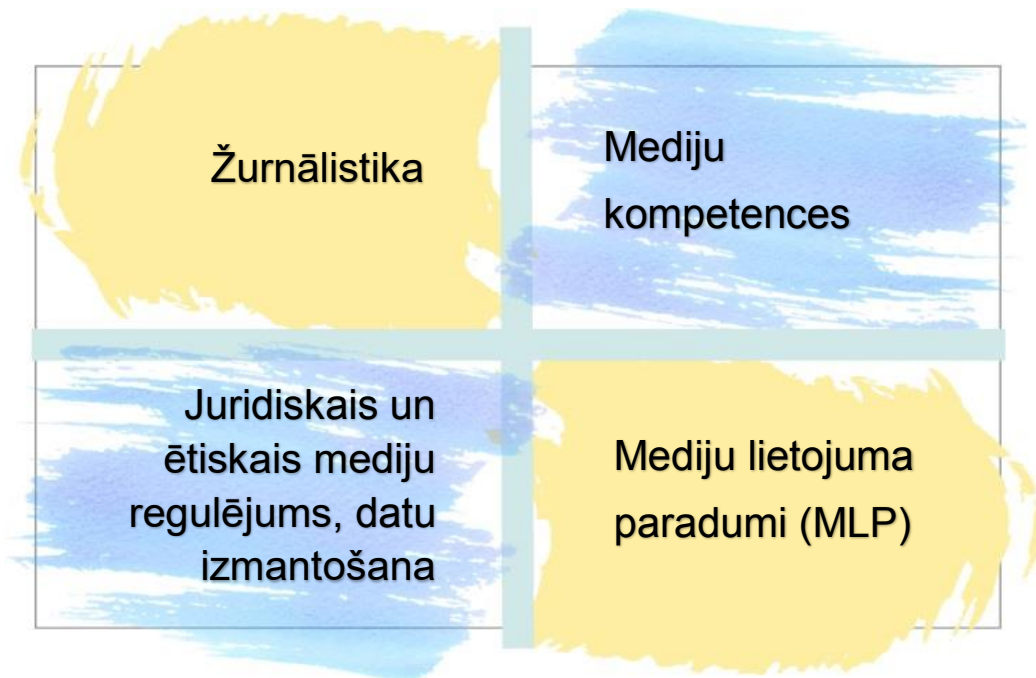 Žurnālistika
Mediju
kompetences
Juridiskais un
ētiskais mediju
regulējums, datu
izmantošana
Mediju lietojuma
paradumi (MLP)